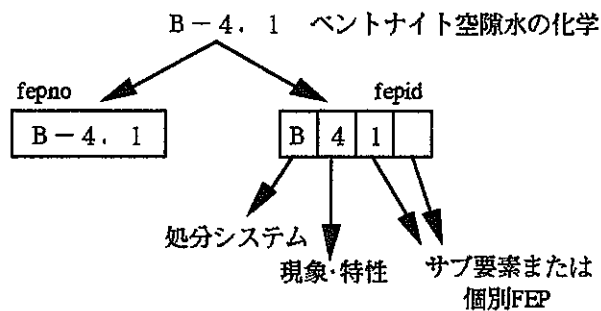 B－4．1 ベントナイト空隙水の化学
fepno
fepid
B－4．1
B 4 1
処分システム
現象・特性
サブ要素または
個別FEP